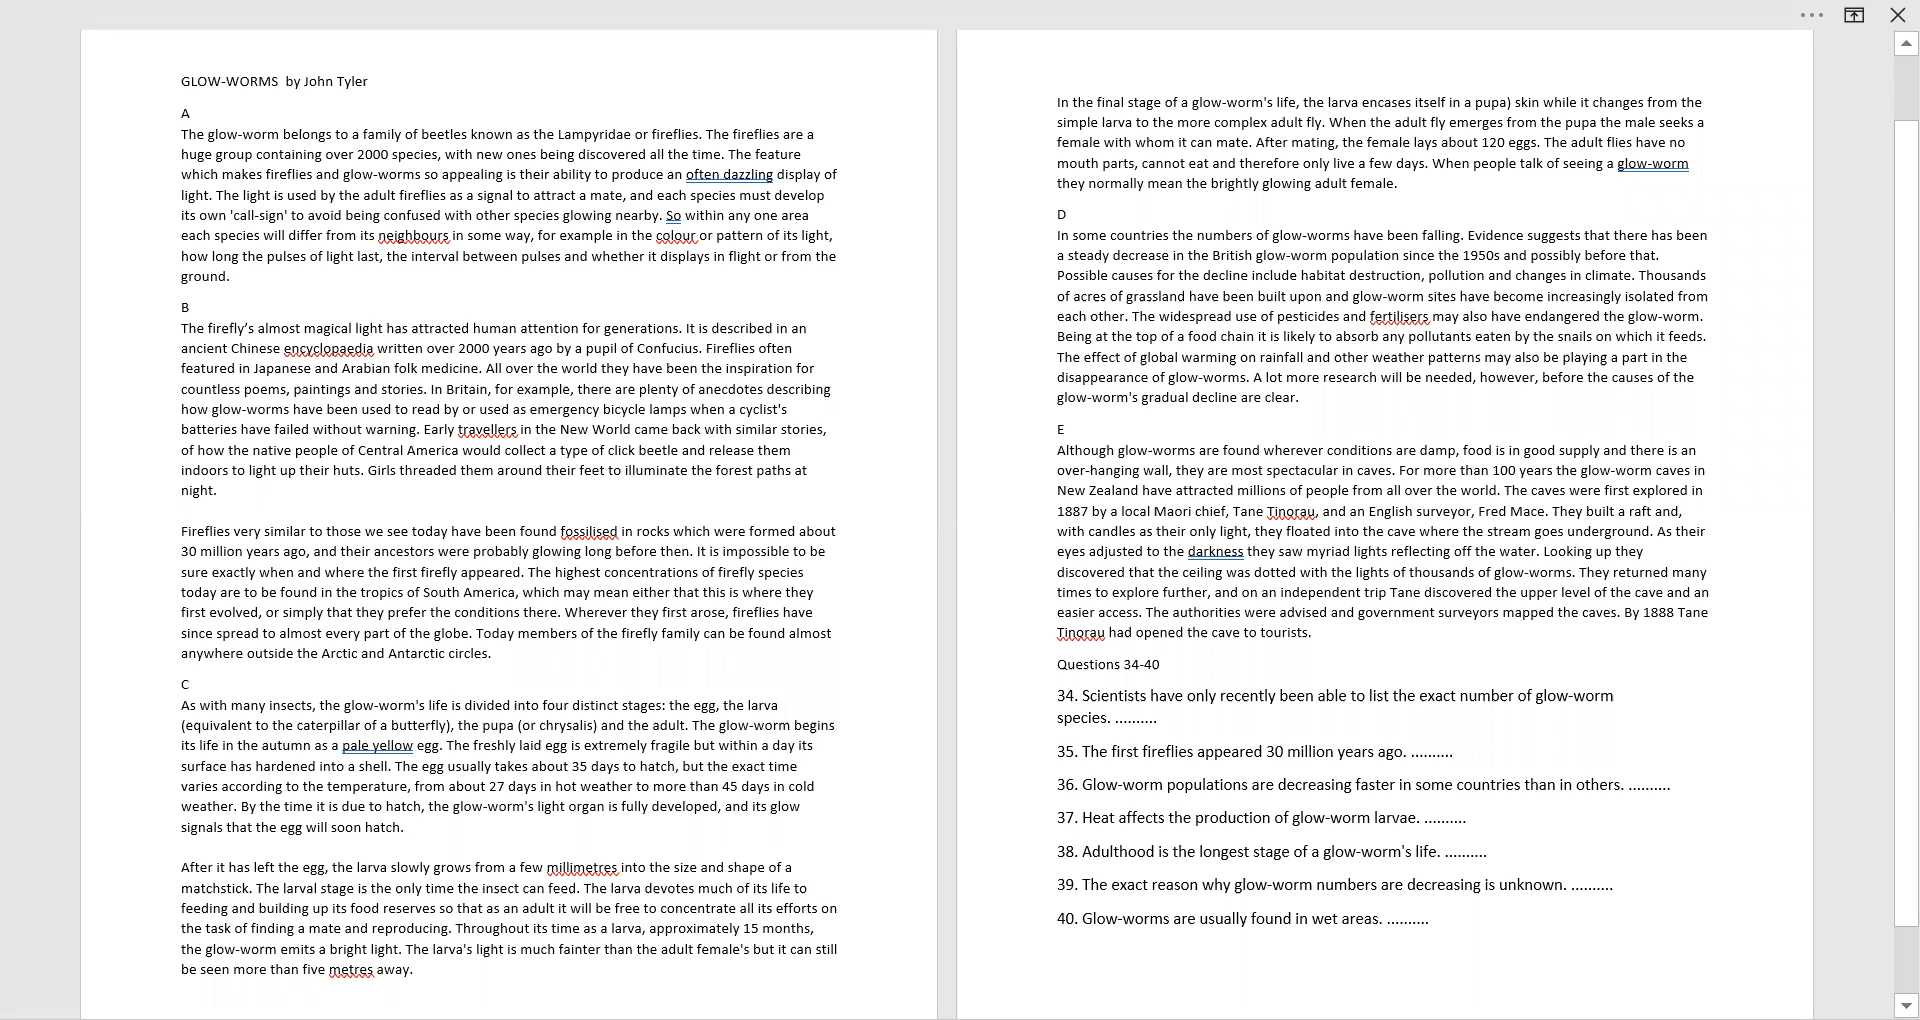 GLOW-WORMS  by John Tyler
A
The glow-worm belongs to a family of beetles known as the Lampyridae or fireflies. The fireflies are a
huge group containing over 2000 species, with new ones being discovered all the time. The feature
which makes fireflies and glow-worms so appealing is their ability to produce an often dazzling display of
light. The light is used by the adult fireflies as a signal to attract a mate, and each species must develop
its own 'call-sign' to avoid being confused with other species glowing nearby. So within any one area
each species will differ from its neighbours in some way, for example in the colour or pattern of its light,
how long the pulses of light last, the interval between pulses and whether it displays in flight or from the
ground.
B
The firefly’s almost magical light has attracted human attention for generations. It is described in an
ancient Chinese encyclopaedia written over 2000 years ago by a pupil of Confucius. Fireflies often
featured in Japanese and Arabian folk medicine. All over the world they have been the inspiration for
countless poems, paintings and stories. In Britain, for example, there are plenty of anecdotes describing
how glow-worms have been used to read by or used as emergency bicycle lamps when a cyclist's
batteries have failed without warning. Early travellers in the New World came back with similar stories,
of how the native people of Central America would collect a type of click beetle and release them
indoors to light up their huts. Girls threaded them around their feet to illuminate the forest paths at
night.
Fireflies very similar to those we see today have been found fossilised in rocks which were formed about
30 million years ago, and their ancestors were probably glowing long before then. It is impossible to be
sure exactly when and where the first firefly appeared. The highest concentrations of firefly species
today are to be found in the tropics of South America, which may mean either that this is where they
first evolved, or simply that they prefer the conditions there. Wherever they first arose, fireflies have
since spread to almost every part of the globe. Today members of the firefly family can be found almost
anywhere outside the Arctic and Antarctic circles.
C
As with many insects, the glow-worm's life is divided into four distinct stages: the egg, the larva
(equivalent to the caterpillar of a butterfly), the pupa (or chrysalis) and the adult. The glow-worm begins
its life in the autumn as a pale yellow egg. The freshly laid egg is extremely fragile but within a day its
surface has hardened into a shell. The egg usually takes about 35 days to hatch, but the exact time
varies according to the temperature, from about 27 days in hot weather to more than 45 days in cold
weather. By the time it is due to hatch, the glow-worm's light organ is fully developed, and its glow
signals that the egg will soon hatch.
After it has left the egg, the larva slowly grows from a few millimetres into the size and shape of a
matchstick. The larval stage is the only time the insect can feed. The larva devotes much of its life to
feeding and building up its food reserves so that as an adult it will be free to concentrate all its efforts on
the task of finding a mate and reproducing. Throughout its time as a larva, approximately 15 months,
the glow-worm emits a bright light. The larva's light is much fainter than the adult female's but it can still
be seen more than five metres away.
In the final stage of a glow-worm's life, the larva encases itself in a pupa) skin while it changes from the
simple larva to the more complex adult fly. When the adult fly emerges from the pupa the male seeks a
female with whom it can mate. After mating, the female lays about 120 eggs. The adult flies have no
mouth parts, cannot eat and therefore only live a few days. When people talk of seeing a glow-worm
they normally mean the brightly glowing adult female.
D
In some countries the numbers of glow-worms have been falling. Evidence suggests that there has been
a steady decrease in the British glow-worm population since the 1950s and possibly before that.
Possible causes for the decline include habitat destruction, pollution and changes in climate. Thousands
of acres of grassland have been built upon and glow-worm sites have become increasingly isolated from
each other. The widespread use of pesticides and fertilisers may also have endangered the glow-worm.
Being at the top of a food chain it is likely to absorb any pollutants eaten by the snails on which it feeds.
The effect of global warming on rainfall and other weather patterns may also be playing a part in the
disappearance of glow-worms. A lot more research will be needed, however, before the causes of the
glow-worm's gradual decline are clear.
E
Although glow-worms are found wherever conditions are damp, food is in good supply and there is an
over-hanging wall, they are most spectacular in caves. For more than 100 years the glow-worm caves in
New Zealand have attracted millions of people from all over the world. The caves were first explored in
1887 by a local Maori chief, Tane Tinorau, and an English surveyor, Fred Mace. They built a raft and,
with candles as their only light, they floated into the cave where the stream goes underground. As their
eyes adjusted to the darkness they saw myriad lights reflecting off the water. Looking up they
discovered that the ceiling was dotted with the lights of thousands of glow-worms. They returned many
times to explore further, and on an independent trip Tane discovered the upper level of the cave and an
easier access. The authorities were advised and government surveyors mapped the caves. By 1888 Tane
Tinorau had opened the cave to tourists.
Questions 34-40
34. Scientists have only recently been able to list the exact number of glow-worm
species. ..........
35. The first fireflies appeared 30 million years ago. ..........
36. Glow-worm populations are decreasing faster in some countries than in others. ..........
37. Heat affects the production of glow-worm larvae. ..........
38. Adulthood is the longest stage of a glow-worm's life. ..........
39. The exact reason why glow-worm numbers are decreasing is unknown. ..........
40. Glow-worms are usually found in wet areas. ..........